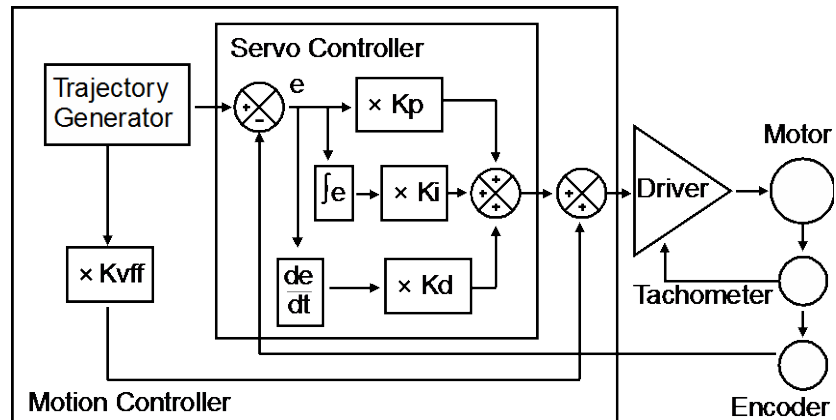 Servo Controller
Trajectory
Generator
e
× Kp
+
−
∫e
× Ki
+
+
+
+
+
Driver
Motor
× Kvff
de
dt
× Kd
Tachometer
Motion Controller
Encoder